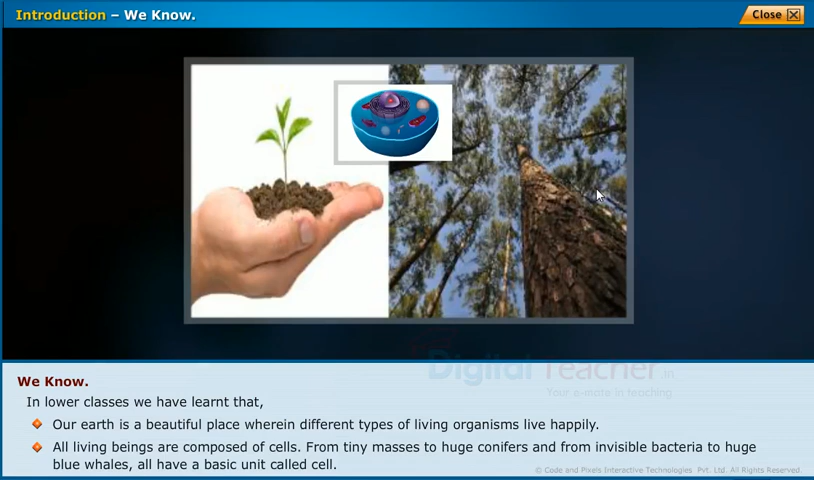 Introduction – We Know.
Close
We Know.
In lower classes we have learnt that,
Our earth is a beautiful place wherein different types of living organisms live happily.
All living beings are composed of cells. From tiny masses to huge conifers and from invisible bacteria to huge
blue whales, all have a basic unit called cell.
Digital Teacher.in
Your e-mate in teaching
© Code and Pixels Interactive Technologies Pvt. Ltd. All Rights Reserved.